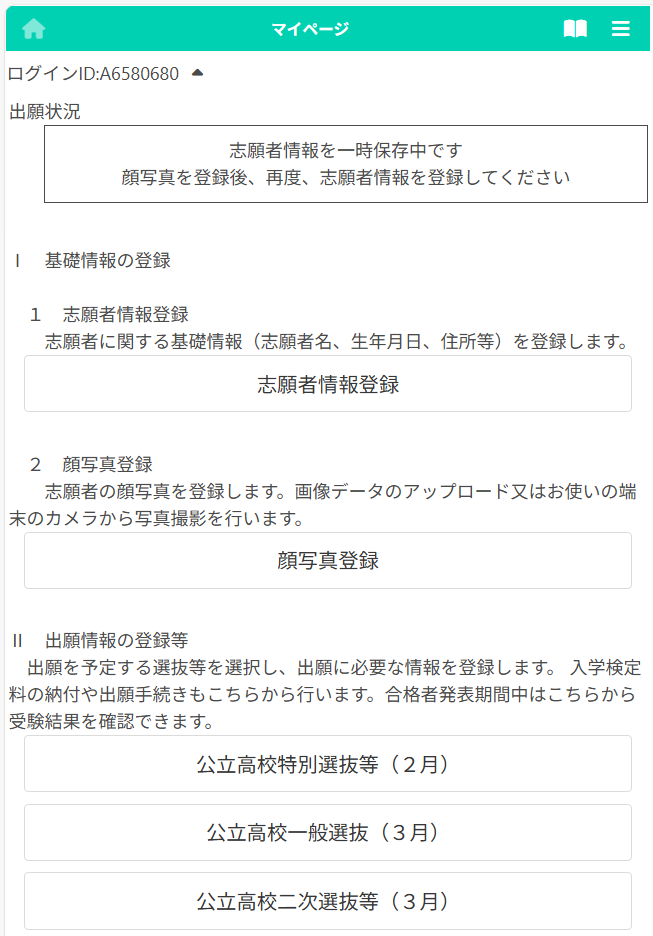 マイページ
ログインID:A6580680
出願状況
志願者情報を一時保存中です
顔写真を登録後、再度、志願者情報を登録してください
Ⅰ　基礎情報の登録
１　志願者情報登録
志願者に関する基礎情報（志願者名、生年月日、住所等）を登録します。
志願者情報登録
２　顔写真登録
志願者の顔写真を登録します。画像データのアップロード又はお使いの端
末のカメラから写真撮影を行います。
顔写真登録
Ⅱ　出願情報の登録等
出願を予定する選抜等を選択し、出願に必要な情報を登録します。 入学検定
料の納付や出願手続きもこちらから行います。合格者発表期間中はこちらから
受験結果を確認できます。
公立高校特別選抜等（２月）
公立高校一般選抜（３月）
公立高校二次選抜等（３月）